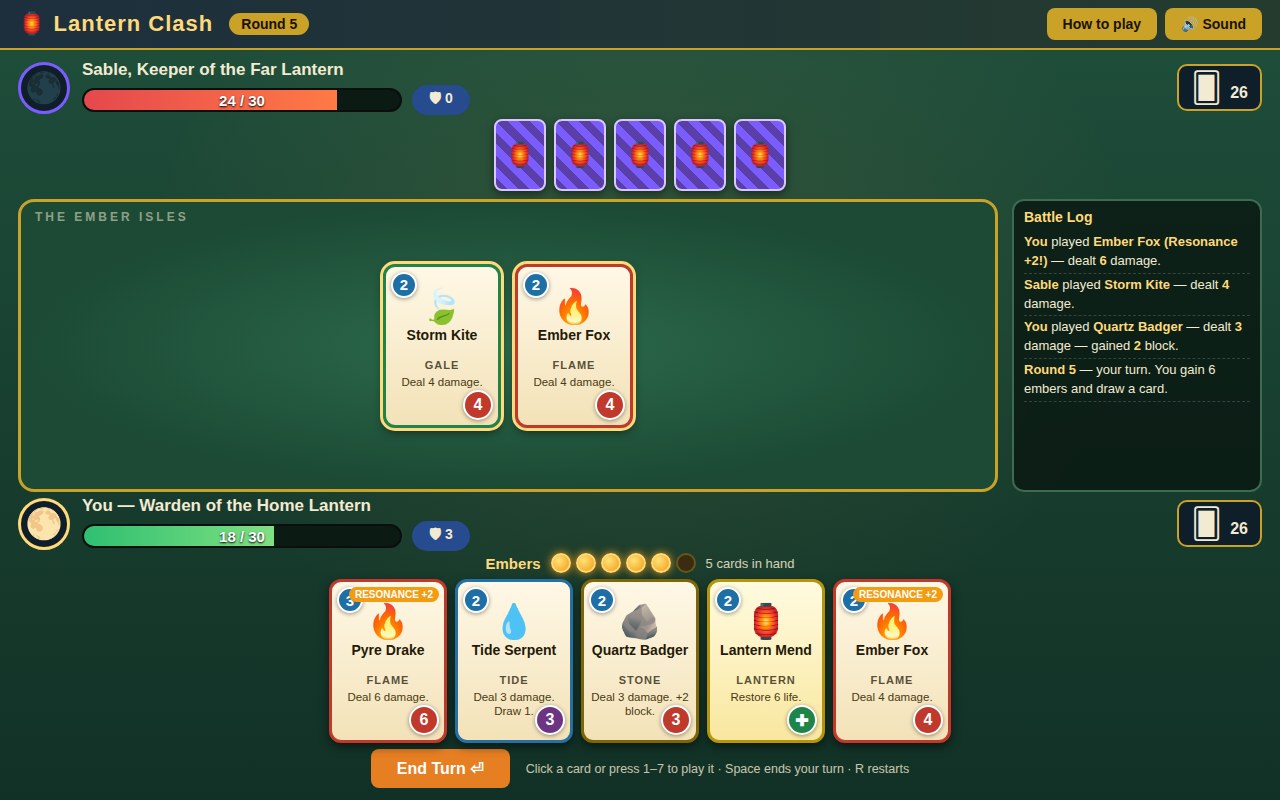 Lantern Clash
Round 5
How to play
Sound
Sable, Keeper of the Far Lantern
24 / 30
0
26
THE EMBER ISLES
2
Storm Kite
GALE
Deal 4 damage.
4
2
Ember Fox
FLAME
Deal 4 damage.
4
Battle Log
You played Ember Fox (Resonance
+2!) — dealt 6 damage.
Sable played Storm Kite — dealt 4
damage.
You played Quartz Badger — dealt 3
damage — gained 2 block.
Round 5 — your turn. You gain 6
embers and draw a card.
You — Warden of the Home Lantern
18 / 30
3
26
Embers
5 cards in hand
3
RESONANCE +2
Pyre Drake
FLAME
Deal 6 damage.
6
2
Tide Serpent
TIDE
Deal 3 damage.
Draw 1.
3
2
Quartz Badger
STONE
Deal 3 damage. +2
block.
3
2
Lantern Mend
LANTERN
Restore 6 life.
2
RESONANCE +2
Ember Fox
FLAME
Deal 4 damage.
4
End Turn ⏎
Click a card or press 1–7 to play it · Space ends your turn · R restarts